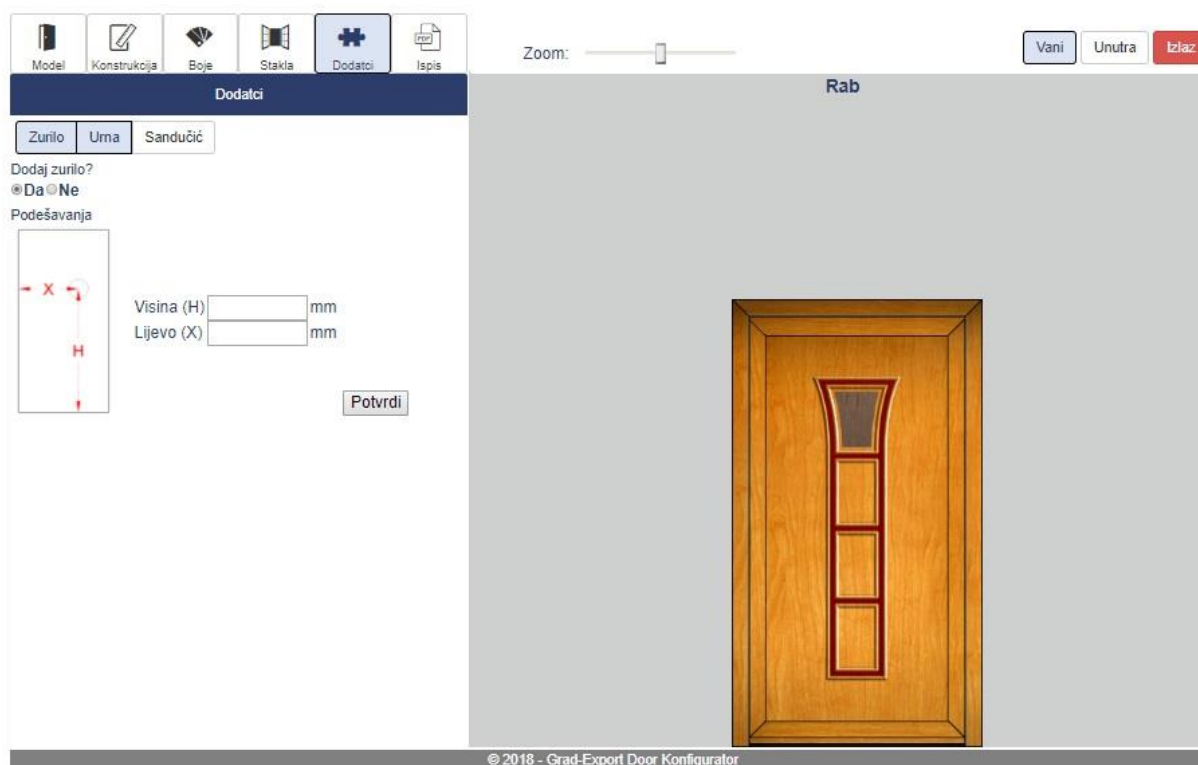 Model Konstrukcija Boje Stakla Dodatci PDF Ispis
Zoom:
Vani Unutra Izlaz
Dodatci
Rab
Zurilo Urna Sandučić
Dodaj zurilo?
Da Ne
Podešavanja
X
Visina (H) mm
Lijevo (X) mm
H
Potvrdi
© 2018 - Grad-Export Door Konfigurator